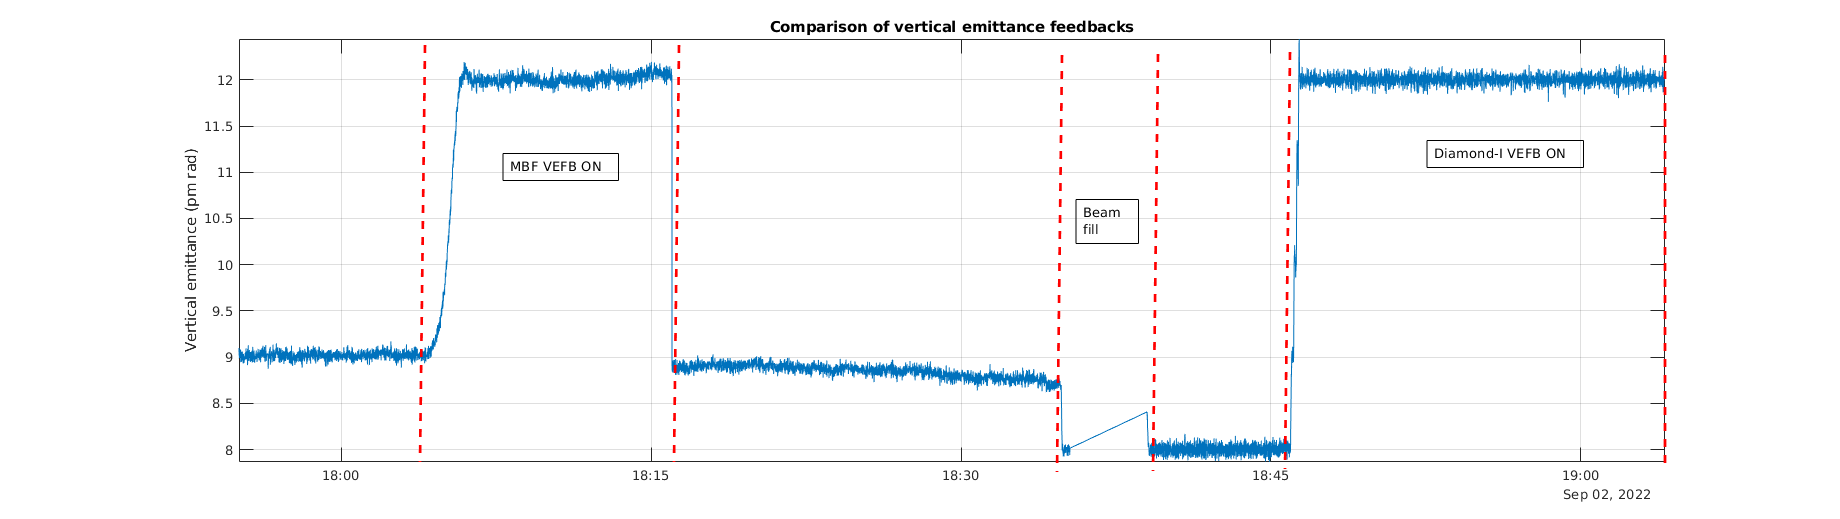 Comparison of vertical emittance feedbacks
Vertical emittance (pm rad)
12
11.5
11
10.5
10
9.5
9
8.5
8
MBF VEFB ON
Beam
fill
Diamond-I VEFB ON
18:00
18:15
18:30
18:45
19:00
Sep 02, 2022